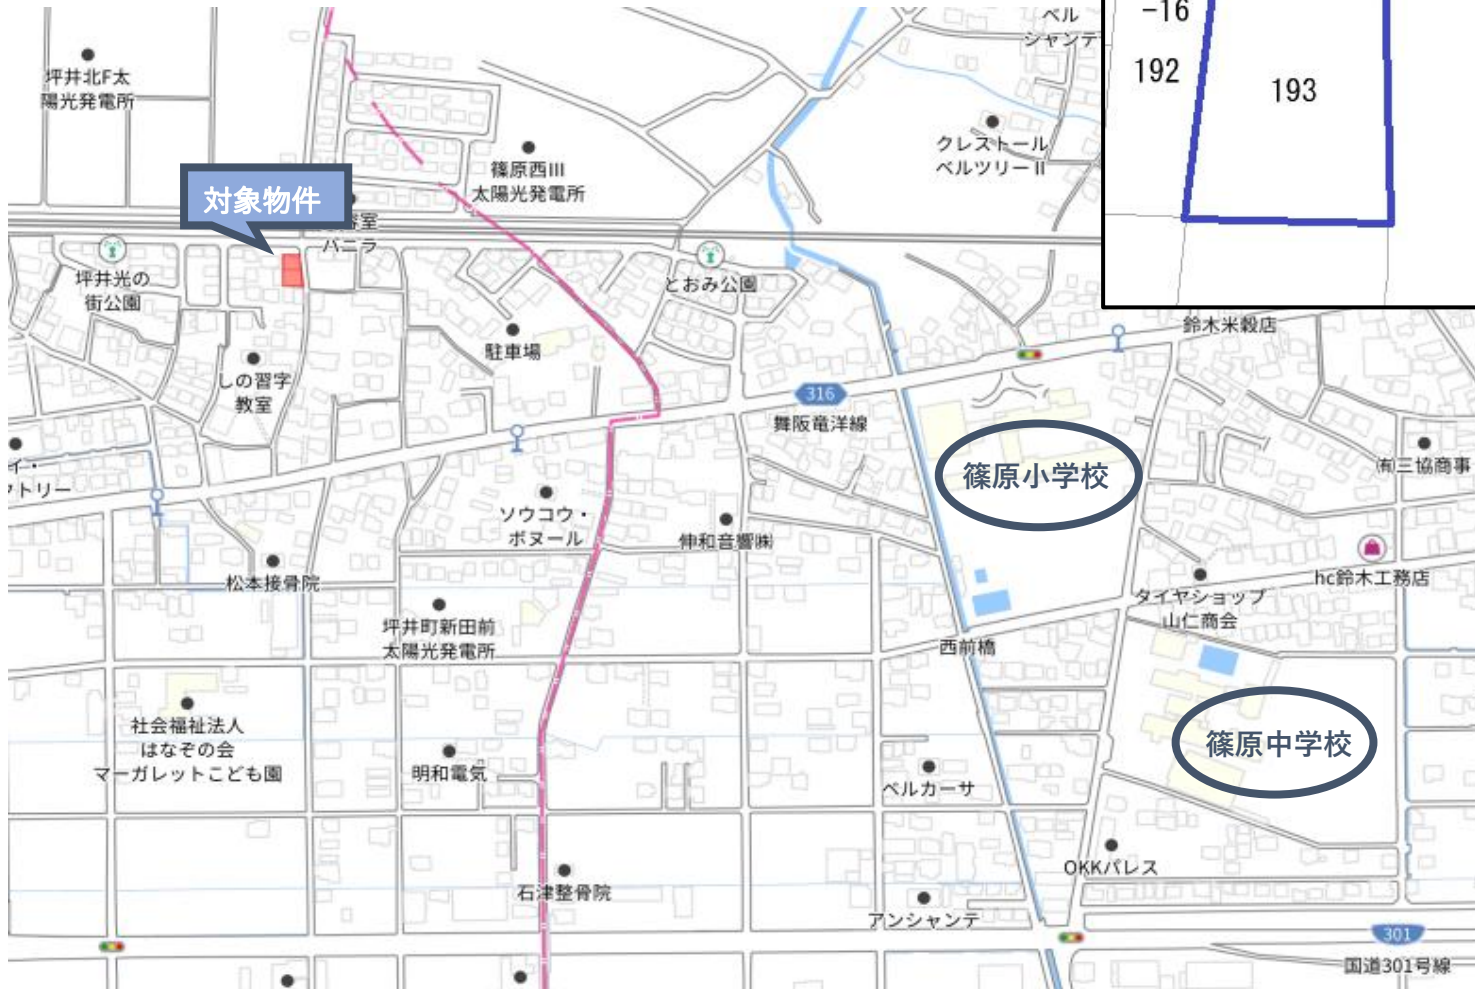 ベル
シャンテ
-16
192
193
坪井北F太
陽光発電所
篠原西III
太陽光発電所
クレストール
ベルツリーII
対象物件
容室
バニラ
坪井光の
街公園
とおみ公園
鈴木米穀店
駐車場
しの習字
教室
316
舞阪竜洋線
イ・
クトリー
篠原小学校
㈲三協商事
ソウコウ・
ボヌール
伸和音響㈱
松本接骨院
hc鈴木工務店
タイヤショップ
山仁商会
坪井町新田前
太陽光発電所
西前橋
社会福祉法人
はなぞの会
マーガレットこども園
明和電気
篠原中学校
ベルカーサ
OKKパレス
石津整骨院
アンシャンテ
301
国道301号線